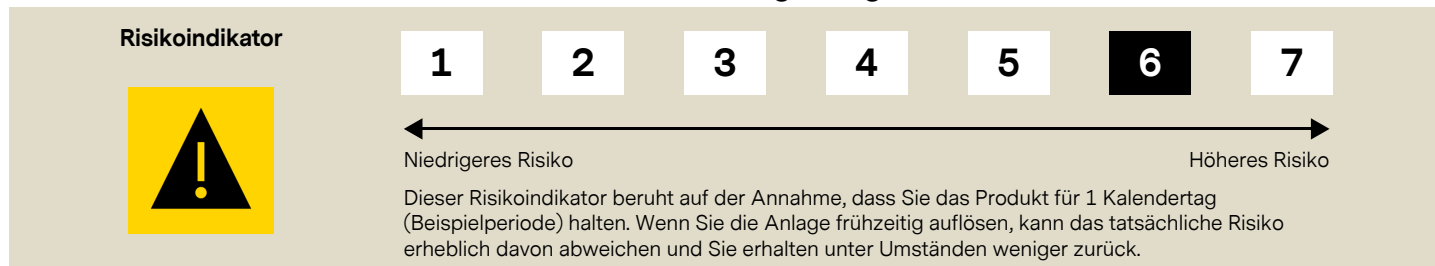 Risikoindikator
1 2 3 4 5 6 7
Niedrigeres Risiko Höheres Risiko
Dieser Risikoindikator beruht auf der Annahme, dass Sie das Produkt für 1 Kalendertag
(Beispielperiode) halten. Wenn Sie die Anlage frühzeitig auflösen, kann das tatsächliche Risiko
erheblich davon abweichen und Sie erhalten unter Umständen weniger zurück.